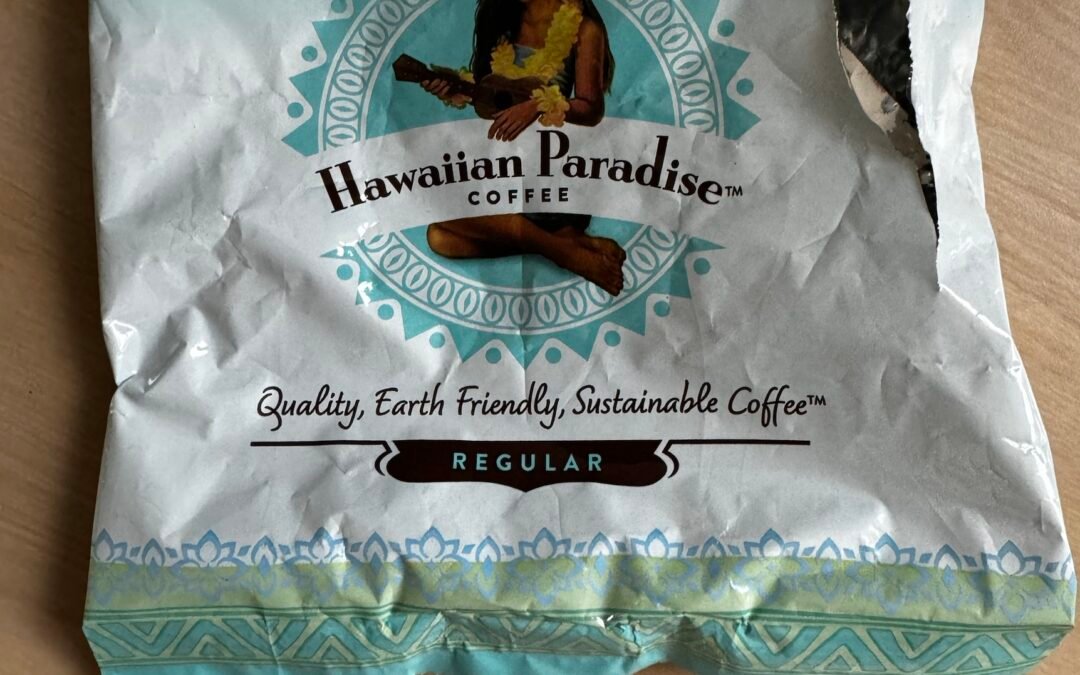 Hawaiian Paradise™
COFFEE
Quality, Earth Friendly, Sustainable Coffee™
REGULAR